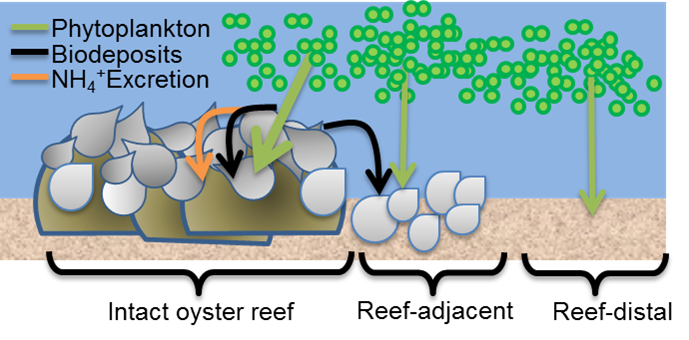 Phytoplankton
Biodeposits
NH₄⁺Excretion
Intact oyster reef
Reef-adjacent
Reef-distal